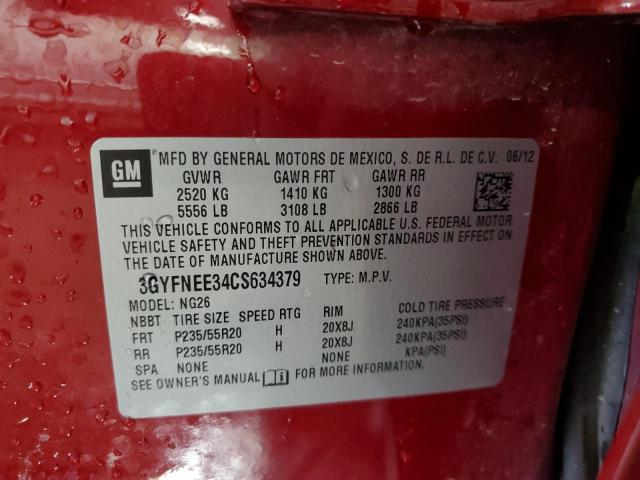 GM MFD BY GENERAL MOTORS DE MEXICO, S. DE R.L. DE C.V. 06/12
GVWR GAWR FRT GAWR RR
2520 KG 1410 KG 1300 KG
5556 LB 3108 LB 2866 LB
THIS VEHICLE CONFORMS TO ALL APPLICABLE U.S. FEDERAL MOTOR
VEHICLE SAFETY AND THEFT PREVENTION STANDARDS IN EFFECT ON
THE DATE OF MANUFACTURE SHOWN ABOVE.
3GYFNEE34CS634379 TYPE: M.P.V.
MODEL: NG26
NBBT TIRE SIZE SPEED RTG RIM COLD TIRE PRESSURE
FRT P235/55R20 H 20X8J 240KPA(35PSI)
RR P235/55R20 H 20X8J 240KPA(35PSI)
SPA NONE NONE KPA(PSI)
SEE OWNER'S MANUAL FOR MORE INFORMATION.